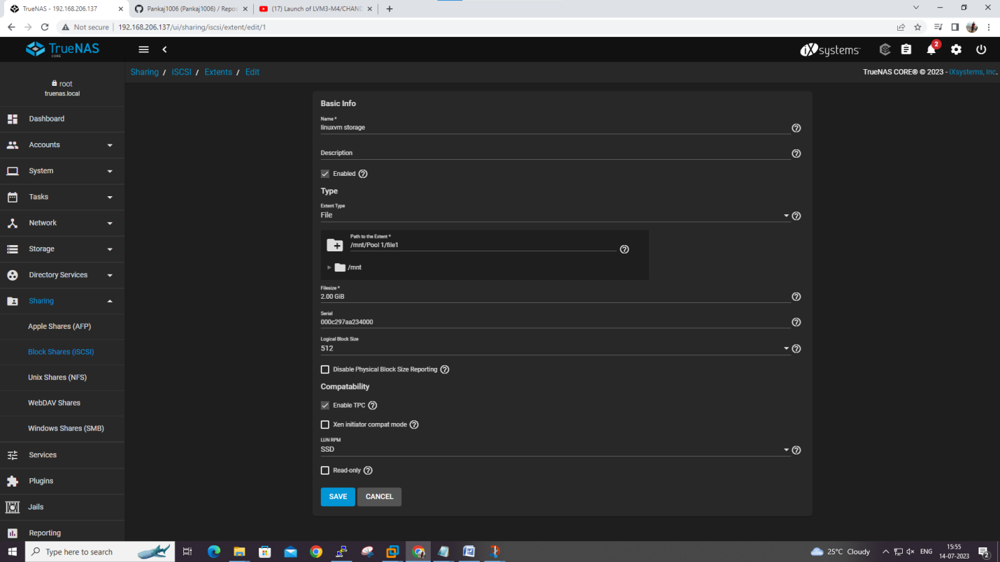 TrueNAS - 192.168.206.137
Pankaj1006 (Pankaj1006) / Repos
(17) Launch of LVM3-M4/CHAND
Not secure
192.168.206.137/ui/sharing/iscsi/extent/edit/1
TrueNAS
CORE
iXsystems
2
root
truenas.local
Sharing / iSCSI / Extents / Edit
TrueNAS CORE® © 2023 - iXsystems, Inc.
Dashboard
Accounts
System
Tasks
Network
Storage
Directory Services
Sharing
Apple Shares (AFP)
Block Shares (iSCSI)
Unix Shares (NFS)
WebDAV Shares
Windows Shares (SMB)
Services
Plugins
Jails
Reporting
Basic Info
Name *
linuxvm storage
Description
Enabled
Type
Extent Type
File
Path to the Extent *
/mnt/Pool 1/file1
/mnt
Filesize *
2.00 GiB
Serial
000c297aa234000
Logical Block Size
512
Disable Physical Block Size Reporting
Compatability
Enable TPC
Xen initiator compat mode
LUN RPM
SSD
Read-only
SAVE
CANCEL
Type here to search
25°C Cloudy
ENG
15:55
14-07-2023
2